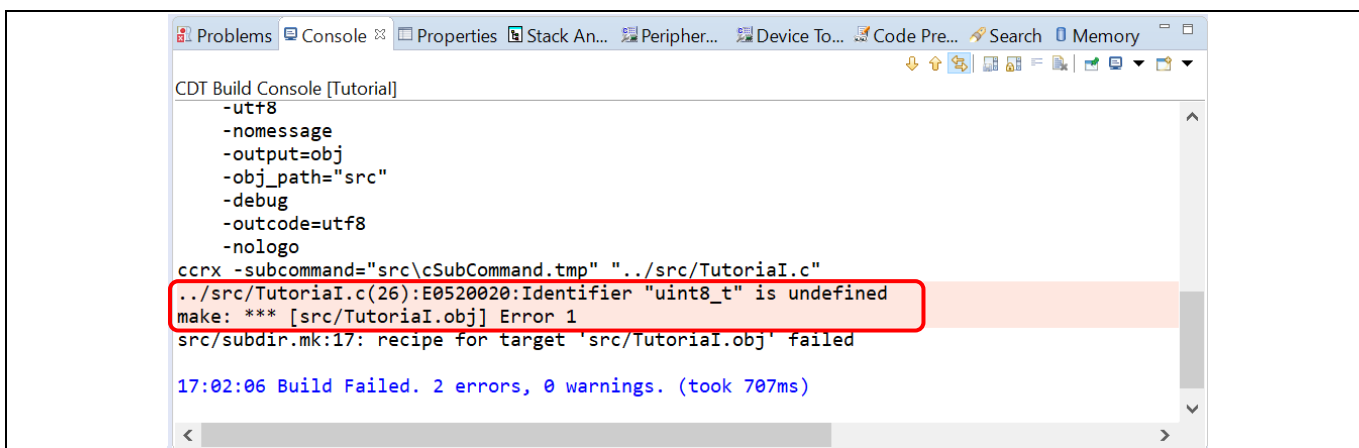 Problems Console Properties Stack An... Peripher... Device To... Code Pre... Search Memory
CDT Build Console [Tutorial]
-utf8
-nomessage
-output=obj
-obj_path="src"
-debug
-outcode=utf8
-nologo
ccrx -subcommand="src\cSubCommand.tmp" "../src/TutoriaI.c"
../src/TutoriaI.c(26):E0520020:Identifier "uint8_t" is undefined
make: *** [src/TutoriaI.obj] Error 1
src/subdir.mk:17: recipe for target 'src/TutoriaI.obj' failed
17:02:06 Build Failed. 2 errors, 0 warnings. (took 707ms)